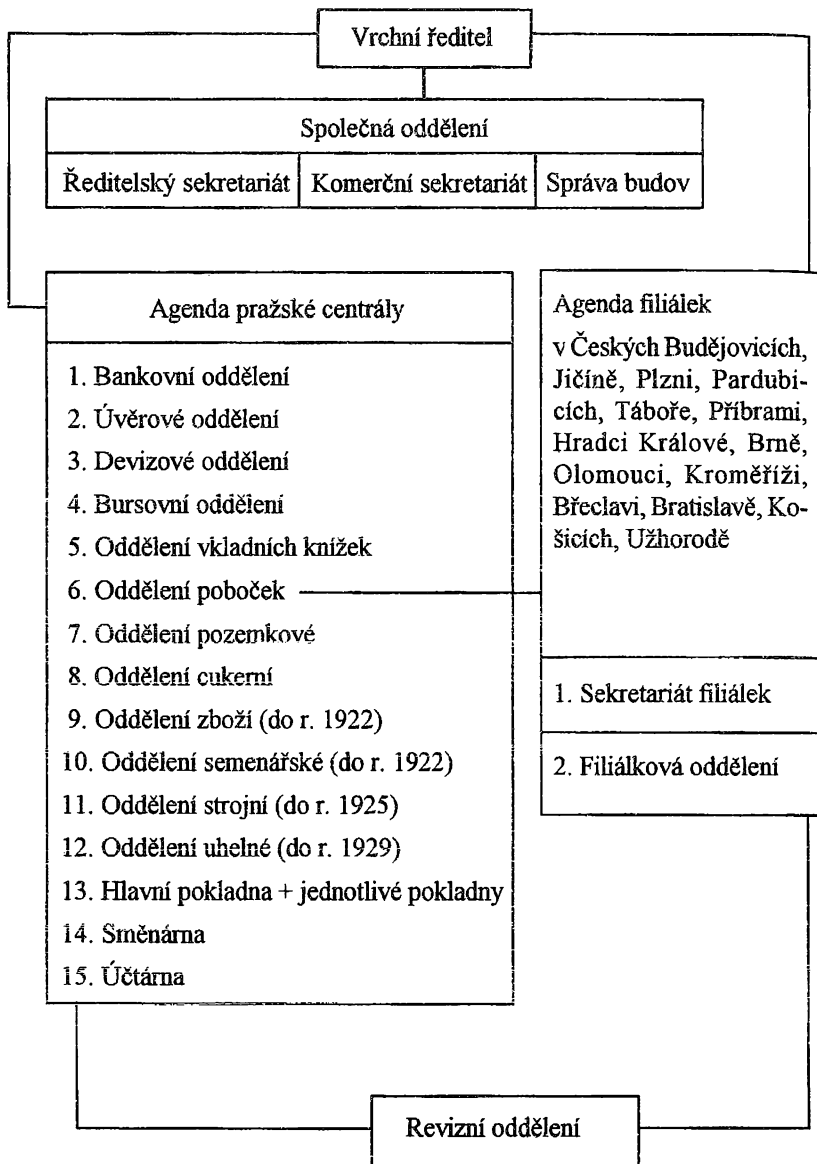 Vrchní ředitel
Společná oddělení
Ředitelský sekretariát
Komerční sekretariát
Správa budov
Agenda pražské centrály
1. Bankovní oddělení
2. Úvěrové oddělení
3. Devizové oddělení
4. Bursovní oddělení
5. Oddělení vkladních knížek
6. Oddělení poboček
7. Oddělení pozemkové
8. Oddělení cukerní
9. Oddělení zboží (do r. 1922)
10. Oddělení semenářské (do r. 1922)
11. Oddělení strojní (do r. 1925)
12. Oddělení uhelné (do r. 1929)
13. Hlavní pokladna + jednotlivé pokladny
14. Směnárna
15. Účtárna
Agenda filiálek
v Českých Budějovicích,
Jičíně, Plzni, Pardubi-
cích, Táboře, Příbrami,
Hradci Králové, Brně,
Olomouci, Kroměříži,
Břeclavi, Bratislavě, Ko-
šicích, Užhorodě
1. Sekretariát filiálek
2. Filiálková oddělení
Revizní oddělení